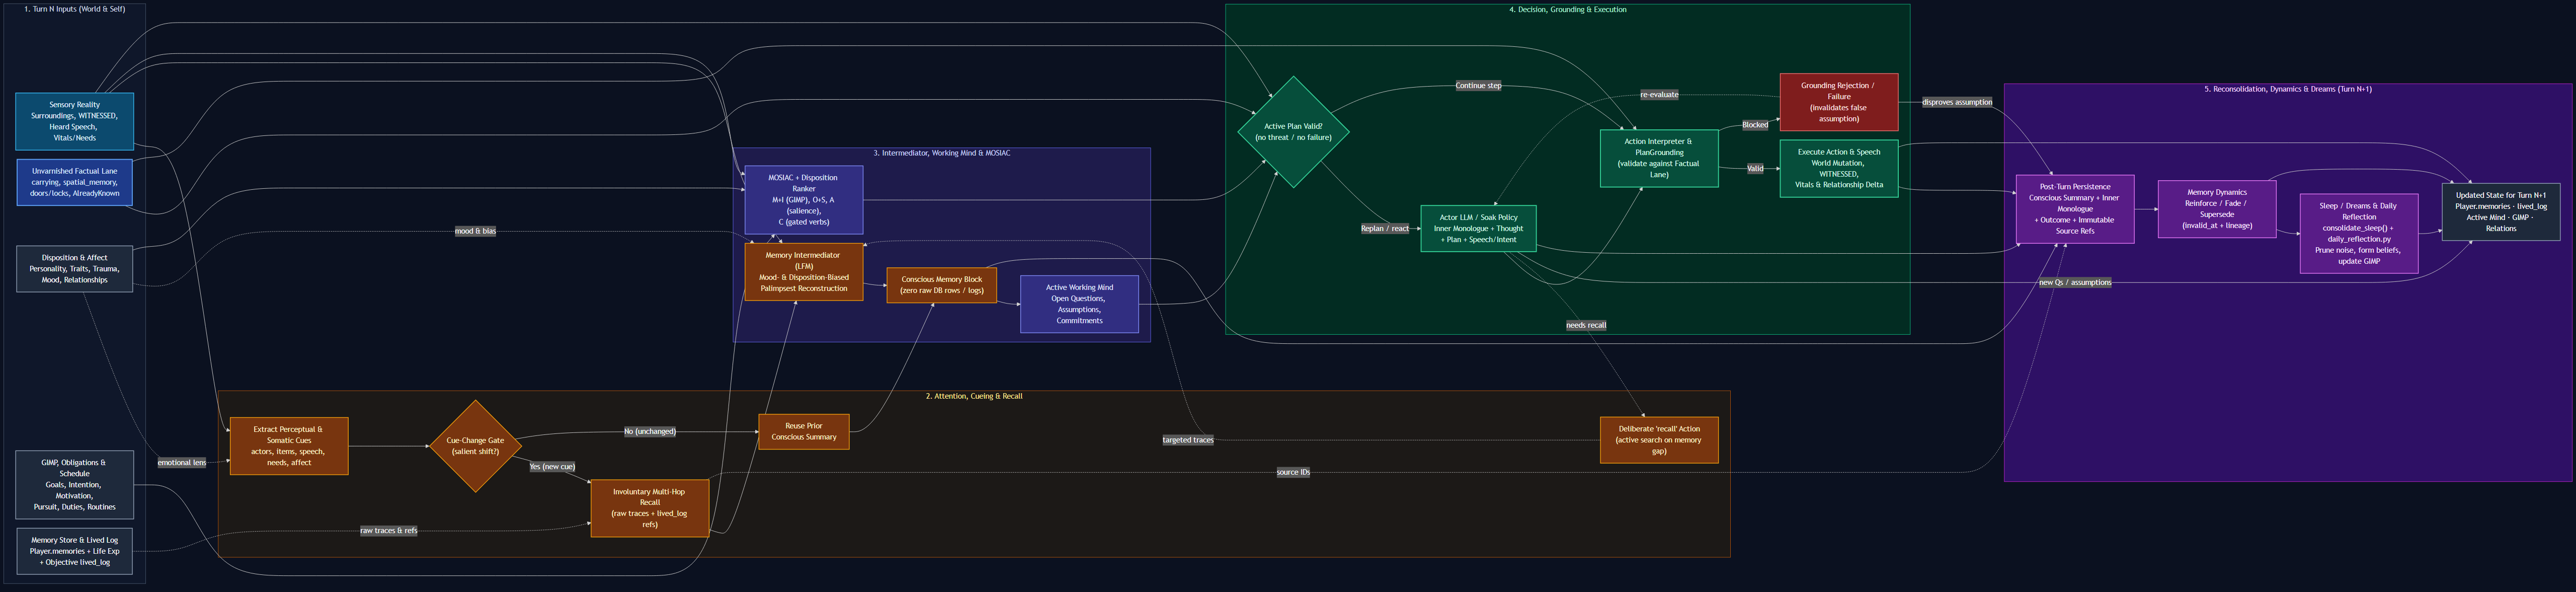 1. Turn N Inputs (World & Self)
Sensory Reality
Surroundings, WITNESSED,
Heard Speech,
Vitals/Needs
Unvarnished Factual Lane
carrying, spatial_memory,
doors/locks, AlreadyKnown
Disposition & Affect
Personality, Traits, Trauma,
Mood, Relationships
GIMP, Obligations &
Schedule
Goals, Intention,
Motivation,
Pursuit, Duties, Routines
Memory Store & Lived Log
Player.memories + Life Exp
+ Objective lived_log
mood & bias
emotional lens
raw traces & refs
2. Attention, Cueing & Recall
Extract Perceptual &
Somatic Cues
actors, items, speech,
needs, affect
Cue-Change Gate
(salient shift?)
No (unchanged)
Yes (new cue)
Reuse Prior
Conscious Summary
Involuntary Multi-Hop
Recall
(raw traces + lived_log
refs)
targeted traces
source IDs
Deliberate 'recall' Action
(active search on memory
gap)
3. Intermediator, Working Mind & MOSIAC
MOSIAC + Disposition
Ranker
M+I (GIMP), O+S, A
(salience),
C (gated verbs)
Memory Intermediator
(LFM)
Mood- & Disposition-Biased
Palimpsest Reconstruction
Conscious Memory Block
(zero raw DB rows / logs)
Active Working Mind
Open Questions,
Assumptions,
Commitments
4. Decision, Grounding & Execution
Active Plan Valid?
(no threat / no failure)
Continue step
Replan / react
re-evaluate
needs recall
Actor LLM / Soak Policy
Inner Monologue + Thought
+ Plan + Speech/Intent
Action Interpreter &
PlanGrounding
(validate against Factual
Lane)
Blocked
Valid
Grounding Rejection /
Failure
(invalidates false
assumption)
Execute Action & Speech
World Mutation,
WITNESSED,
Vitals & Relationship Delta
disproves assumption
new Qs / assumptions
5. Reconsolidation, Dynamics & Dreams (Turn N+1)
Post-Turn Persistence
Conscious Summary + Inner
Monologue
+ Outcome + Immutable
Source Refs
Memory Dynamics
Reinforce / Fade /
Supersede
(invalid_at + lineage)
Sleep / Dreams & Daily
Reflection
consolidate_sleep() +
daily_reflection.py
Prune noise, form beliefs,
update GIMP
Updated State for Turn N+1
Player.memories · lived_log
Active Mind · GIMP ·
Relations